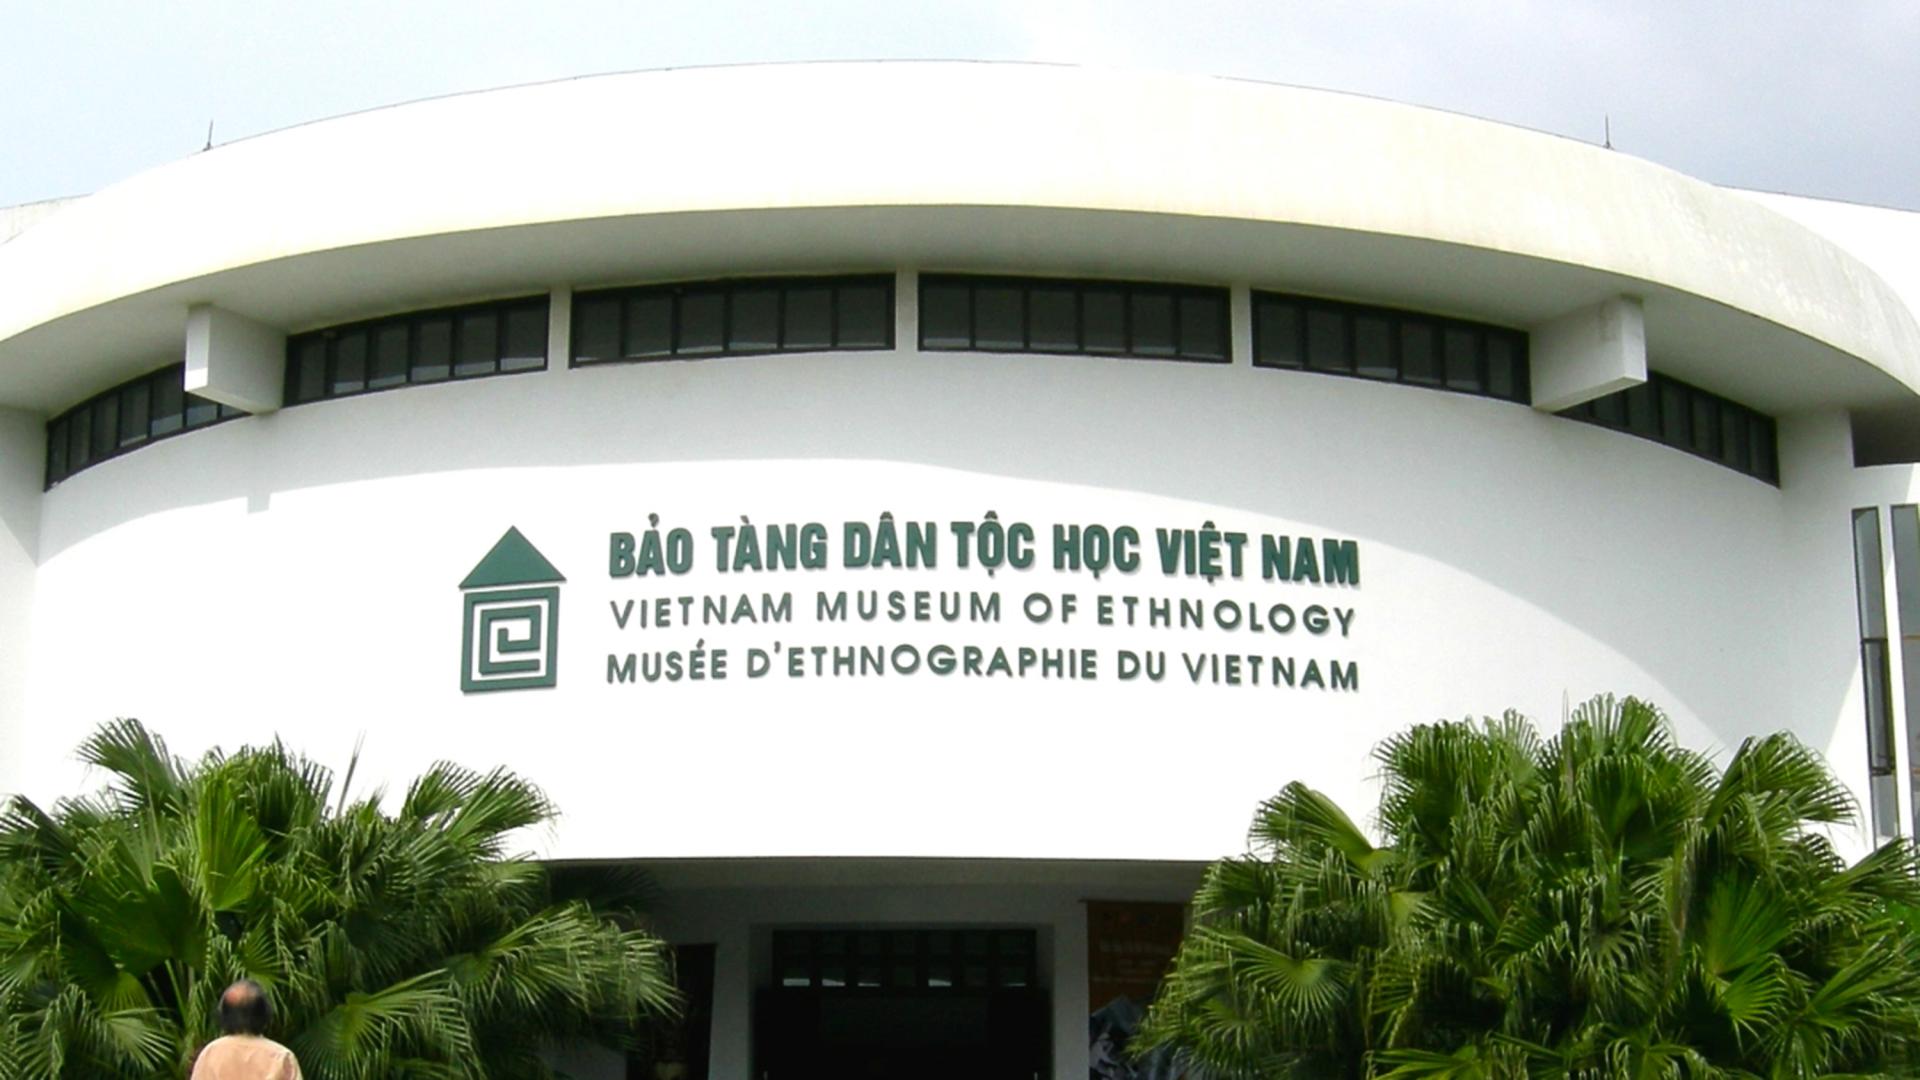 BẢO TÀNG DÂN TỘC HỌC VIỆT NAM
VIETNAM MUSEUM OF ETHNOLOGY
MUSÉE D'ETHNOGRAPHIE DU VIETNAM